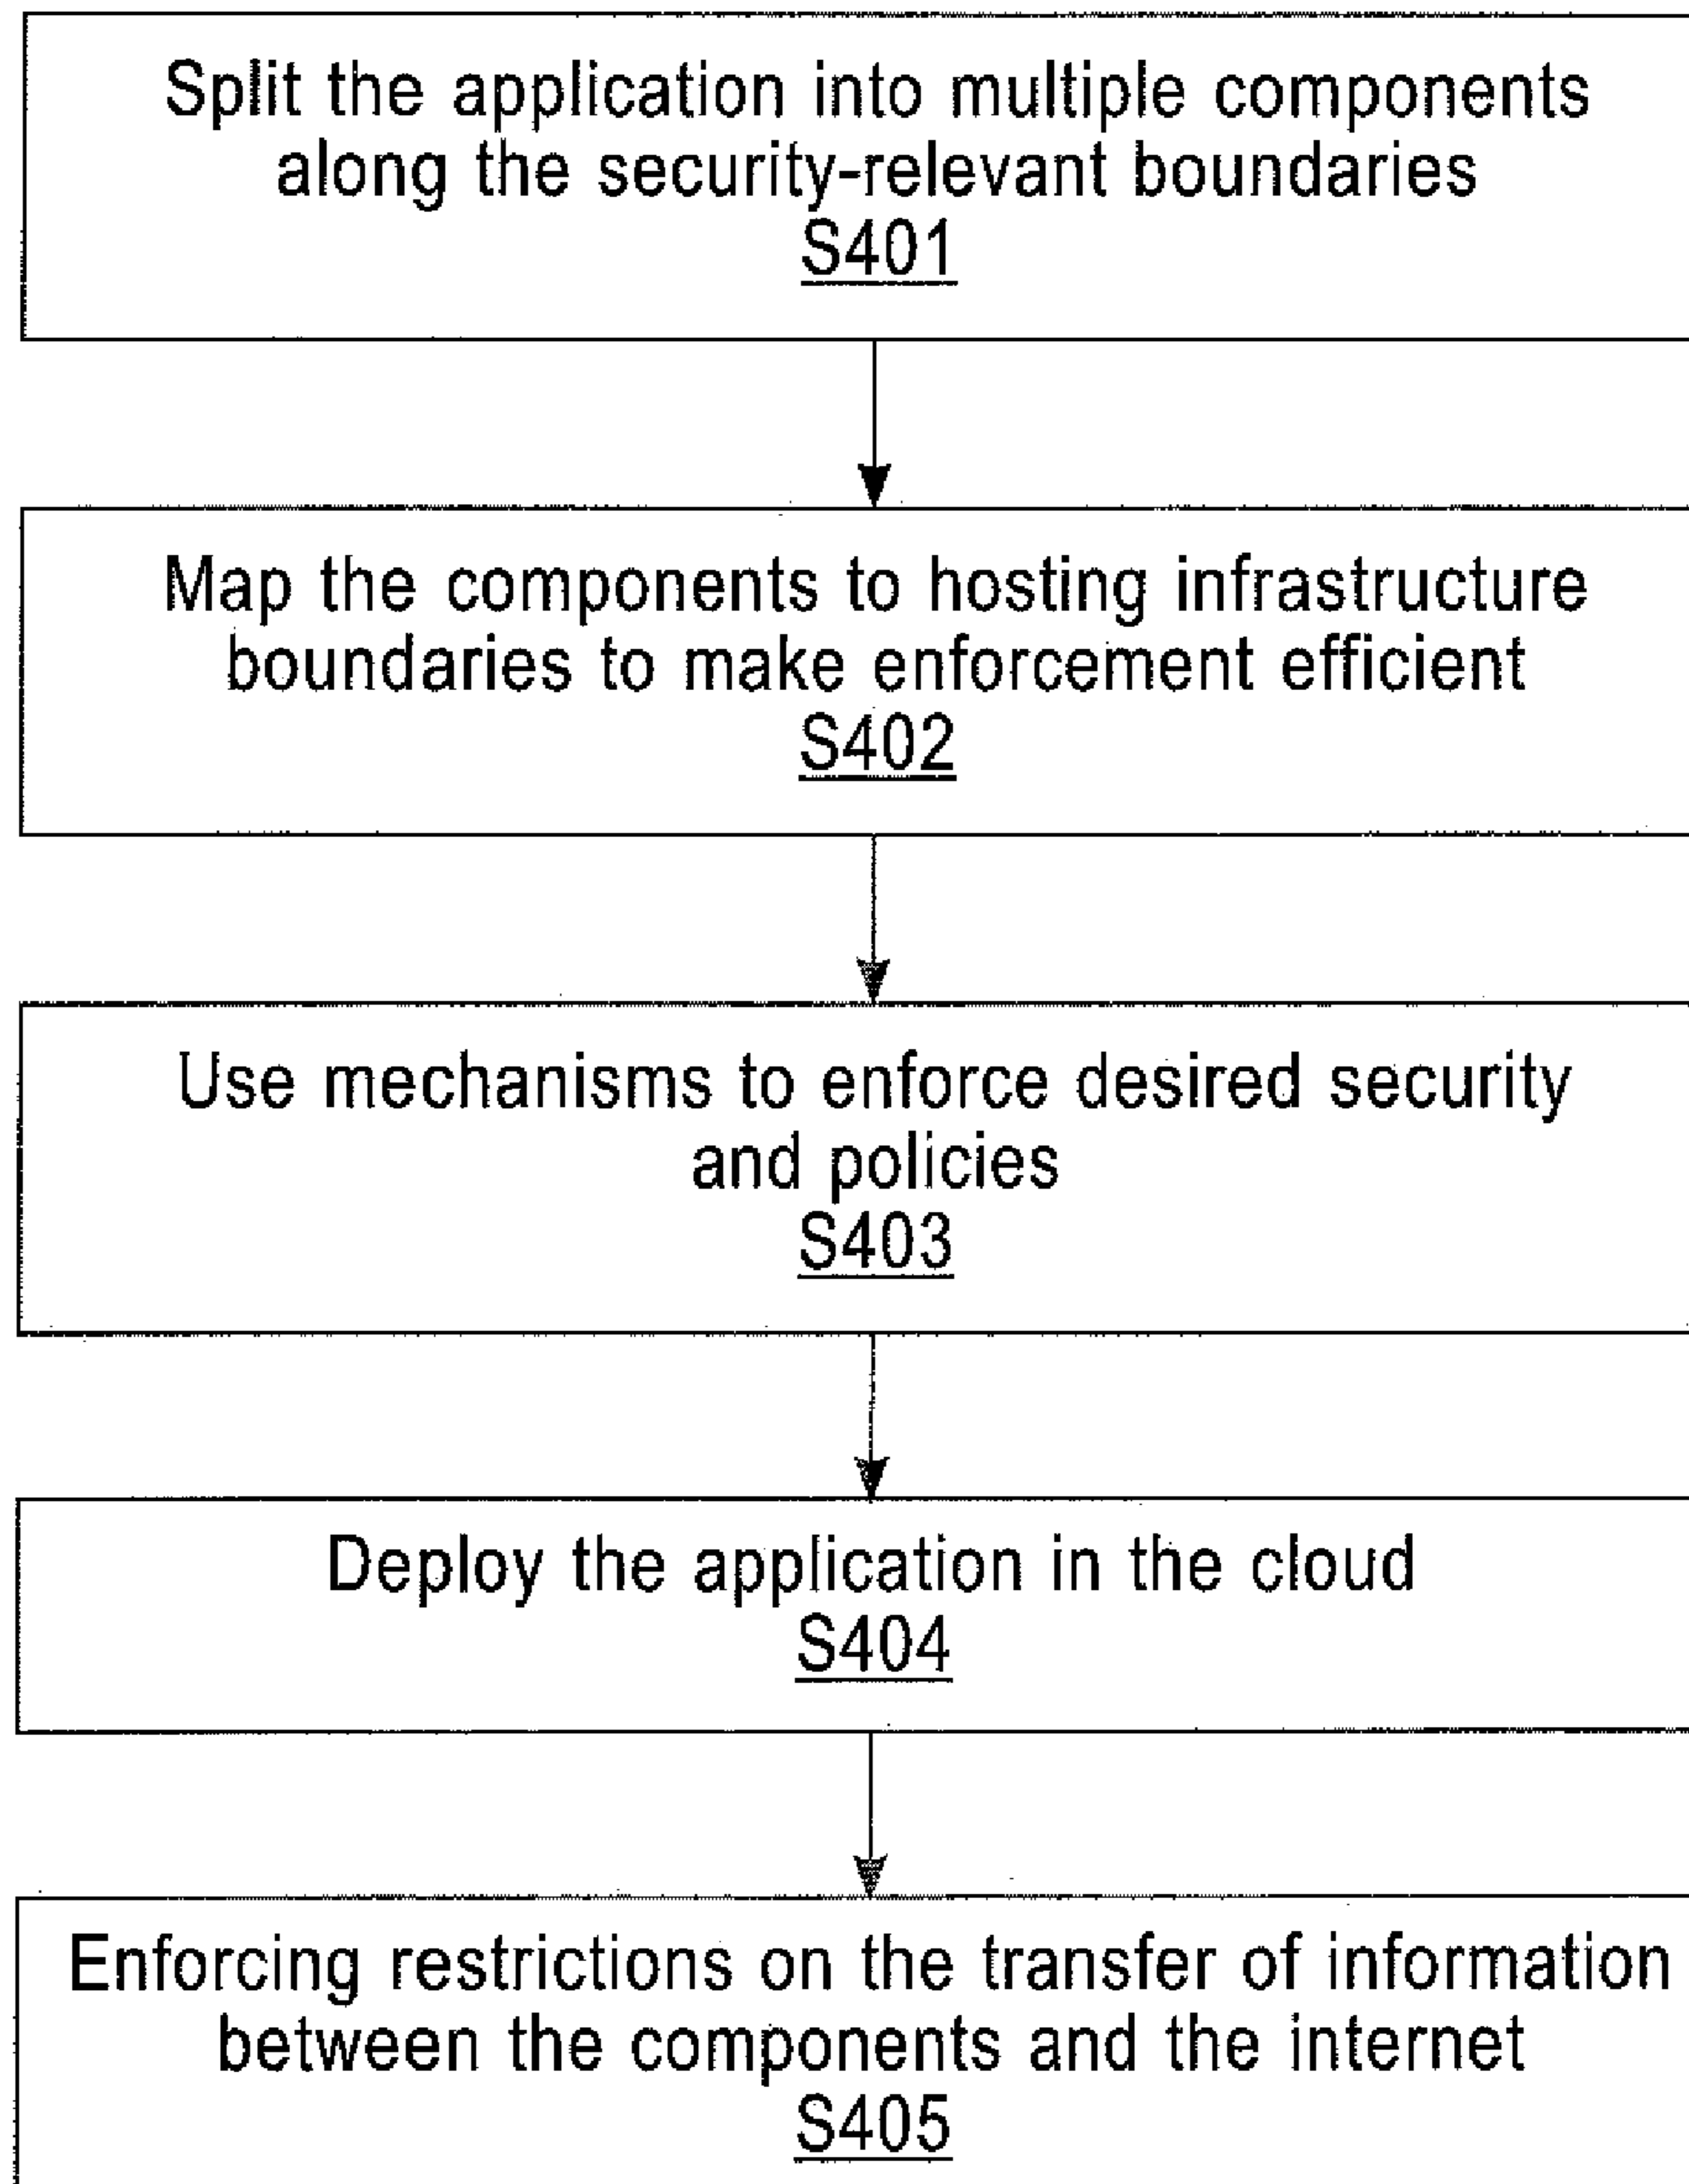 Split the application into multiple components
along the security-relevant boundaries
S401
Map the components to hosting infrastructure
boundaries to make enforcement efficient
S402
Use mechanisms to enforce desired security
and policies
S403
Deploy the application in the cloud
S404
Enforcing restrictions on the transfer of information
between the components and the internet
S405